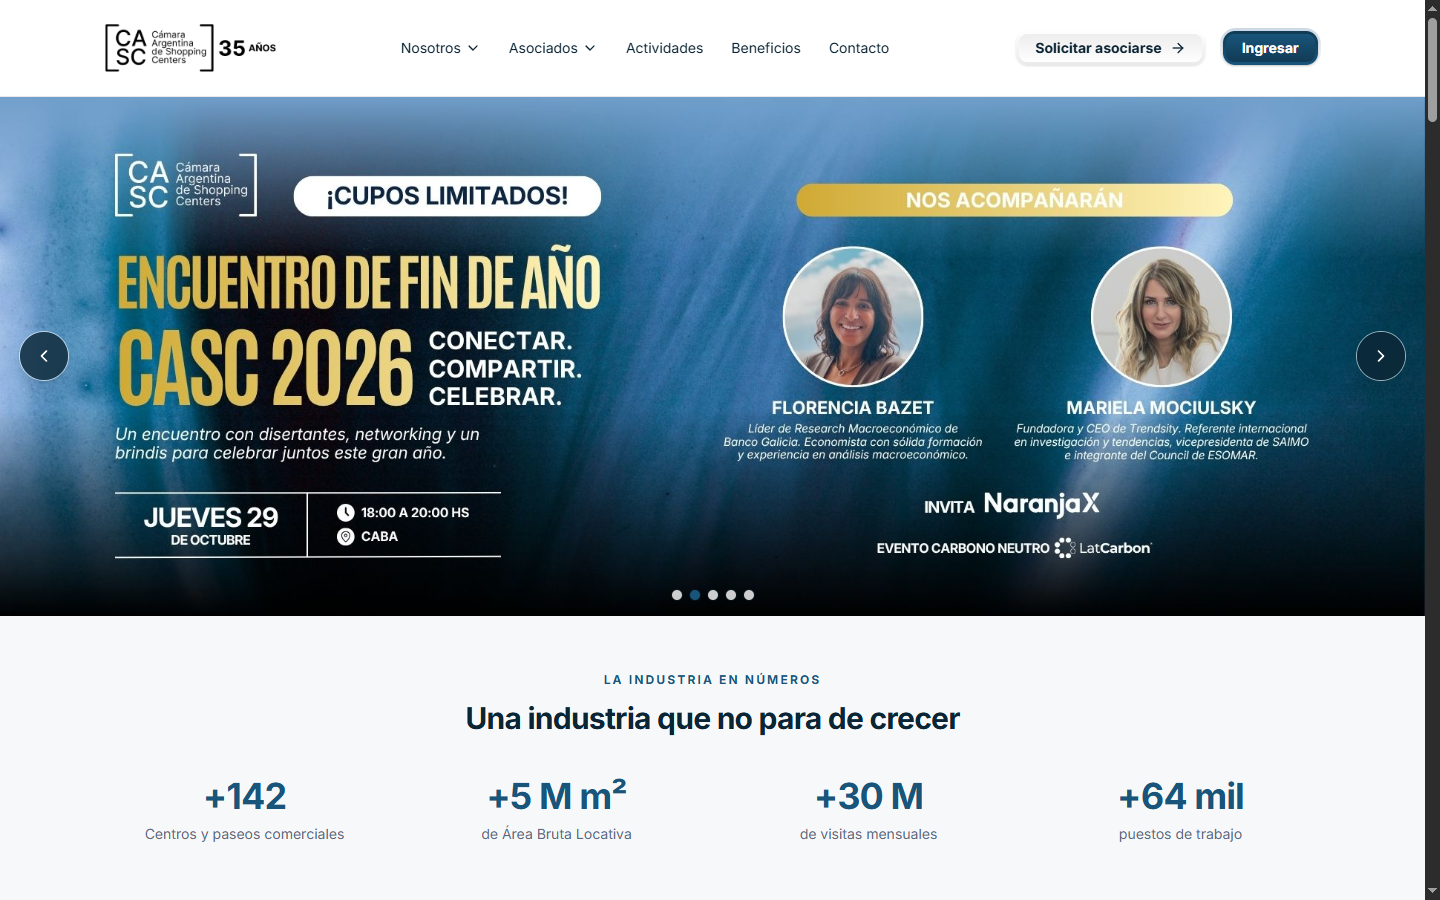 CA
SC
Cámara
Argentina
de Shopping
Centers
35 AÑOS
Nosotros
Asociados
Actividades
Beneficios
Contacto
Solicitar asociarse
Ingresar
CA
SC
Cámara
Argentina
de Shopping
Centers
¡CUPOS LIMITADOS!
ENCUENTRO DE FIN DE AÑO
CASC 2026
CONECTAR.
COMPARTIR.
CELEBRAR.
Un encuentro con disertantes, networking y un
brindis para celebrar juntos este gran año.
JUEVES 29
DE OCTUBRE
18:00 A 20:00 HS
CABA
NOS ACOMPAÑARÁN
FLORENCIA BAZET
Líder de Research Macroeconómico de
Banco Galicia. Economista con sólida formación
y experiencia en análisis macroeconómico.
MARIELA MOCIULSKY
Fundadora y CEO de Trendsity. Referente internacional
en investigación y tendencias, vicepresidenta de SAIMO
e integrante del Council de ESOMAR.
INVITA NaranjaX
EVENTO CARBONO NEUTRO LatCarbon
LA INDUSTRIA EN NÚMEROS
Una industria que no para de crecer
+142
Centros y paseos comerciales
+5 M m²
de Área Bruta Locativa
+30 M
de visitas mensuales
+64 mil
puestos de trabajo